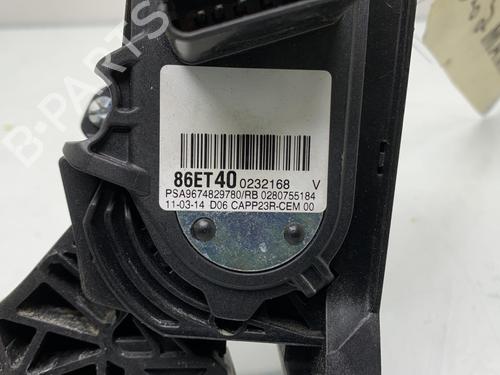 B-PARTS
86ET40 0232168 V
PSA9674829780/RB 0280755184
11-03-14 D06 CAPP23R-CEM 00